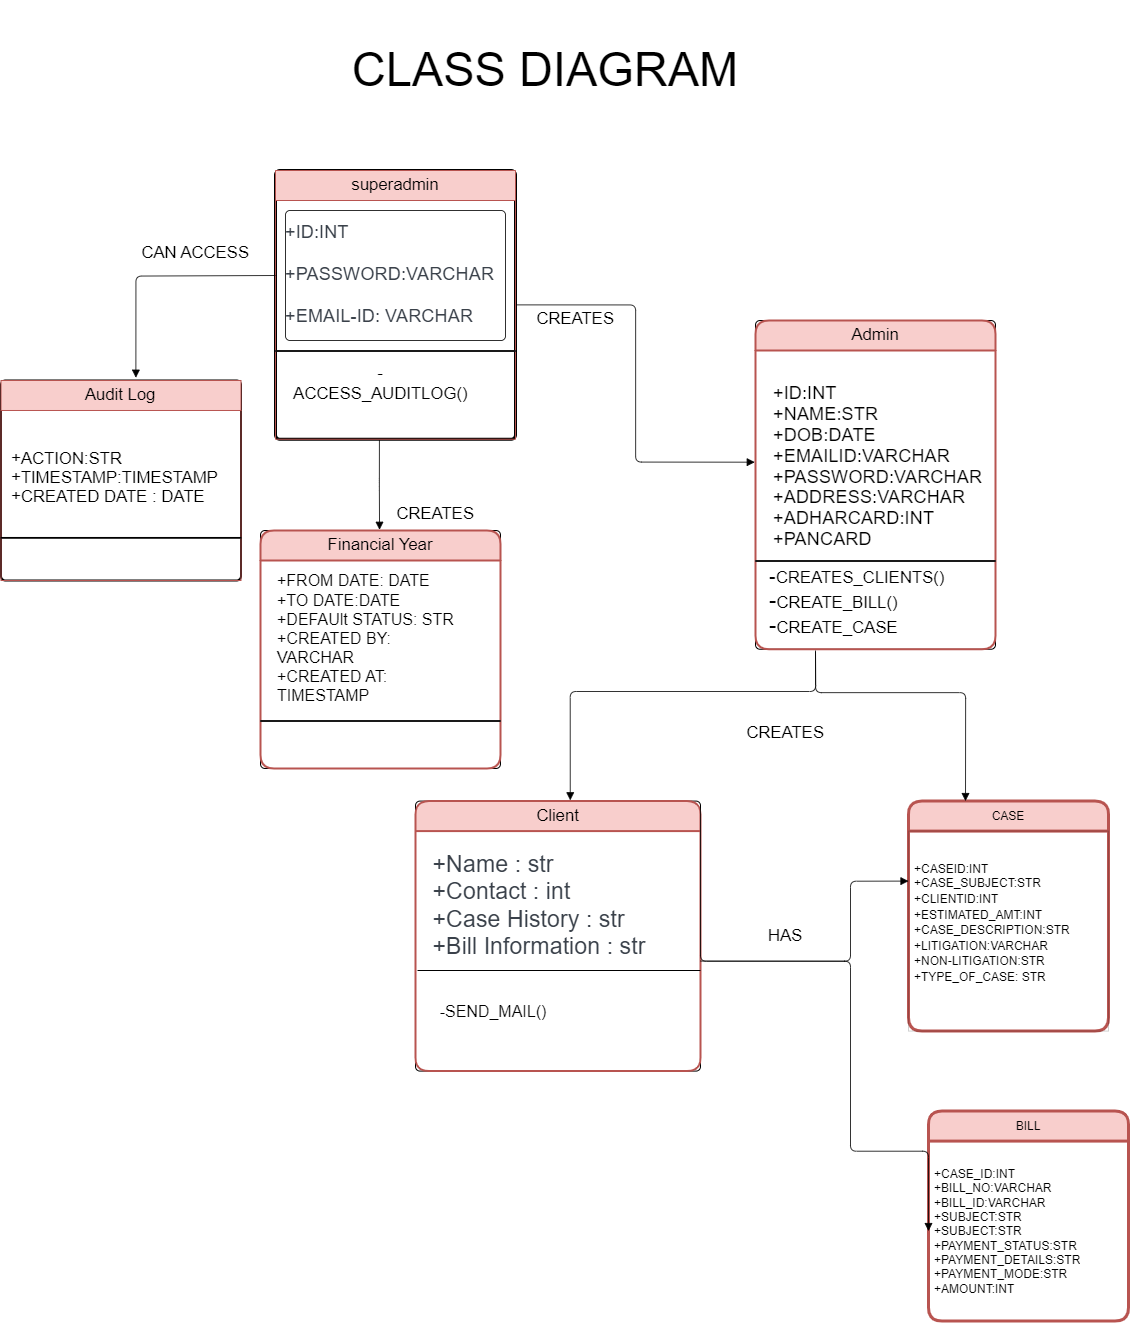 CLASS DIAGRAM
superadmin
+ID:INT
+PASSWORD:VARCHAR
+EMAIL-ID: VARCHAR
-
ACCESS_AUDITLOG()
CAN ACCESS
CREATES
Admin
+ID:INT
+NAME:STR
+DOB:DATE
+EMAILID:VARCHAR
+PASSWORD:VARCHAR
+ADDRESS:VARCHAR
+ADHARCARD:INT
+PANCARD
-CREATES_CLIENTS()
-CREATE_BILL()
-CREATE_CASE
Audit Log
+ACTION:STR
+TIMESTAMP:TIMESTAMP
+CREATED DATE : DATE
CREATES
Financial Year
+FROM DATE: DATE
+TO DATE:DATE
+DEFAUlt STATUS: STR
+CREATED BY:
VARCHAR
+CREATED AT:
TIMESTAMP
CREATES
Client
+Name : str
+Contact : int
+Case History : str
+Bill Information : str
-SEND_MAIL()
HAS
CASE
+CASEID:INT
+CASE_SUBJECT:STR
+CLIENTID:INT
+ESTIMATED_AMT:INT
+CASE_DESCRIPTION:STR
+LITIGATION:VARCHAR
+NON-LITIGATION:STR
+TYPE_OF_CASE: STR
BILL
+CASE_ID:INT
+BILL_NO:VARCHAR
+BILL_ID:VARCHAR
+SUBJECT:STR
+SUBJECT:STR
+PAYMENT_STATUS:STR
+PAYMENT_DETAILS:STR
+PAYMENT_MODE:STR
+AMOUNT:INT